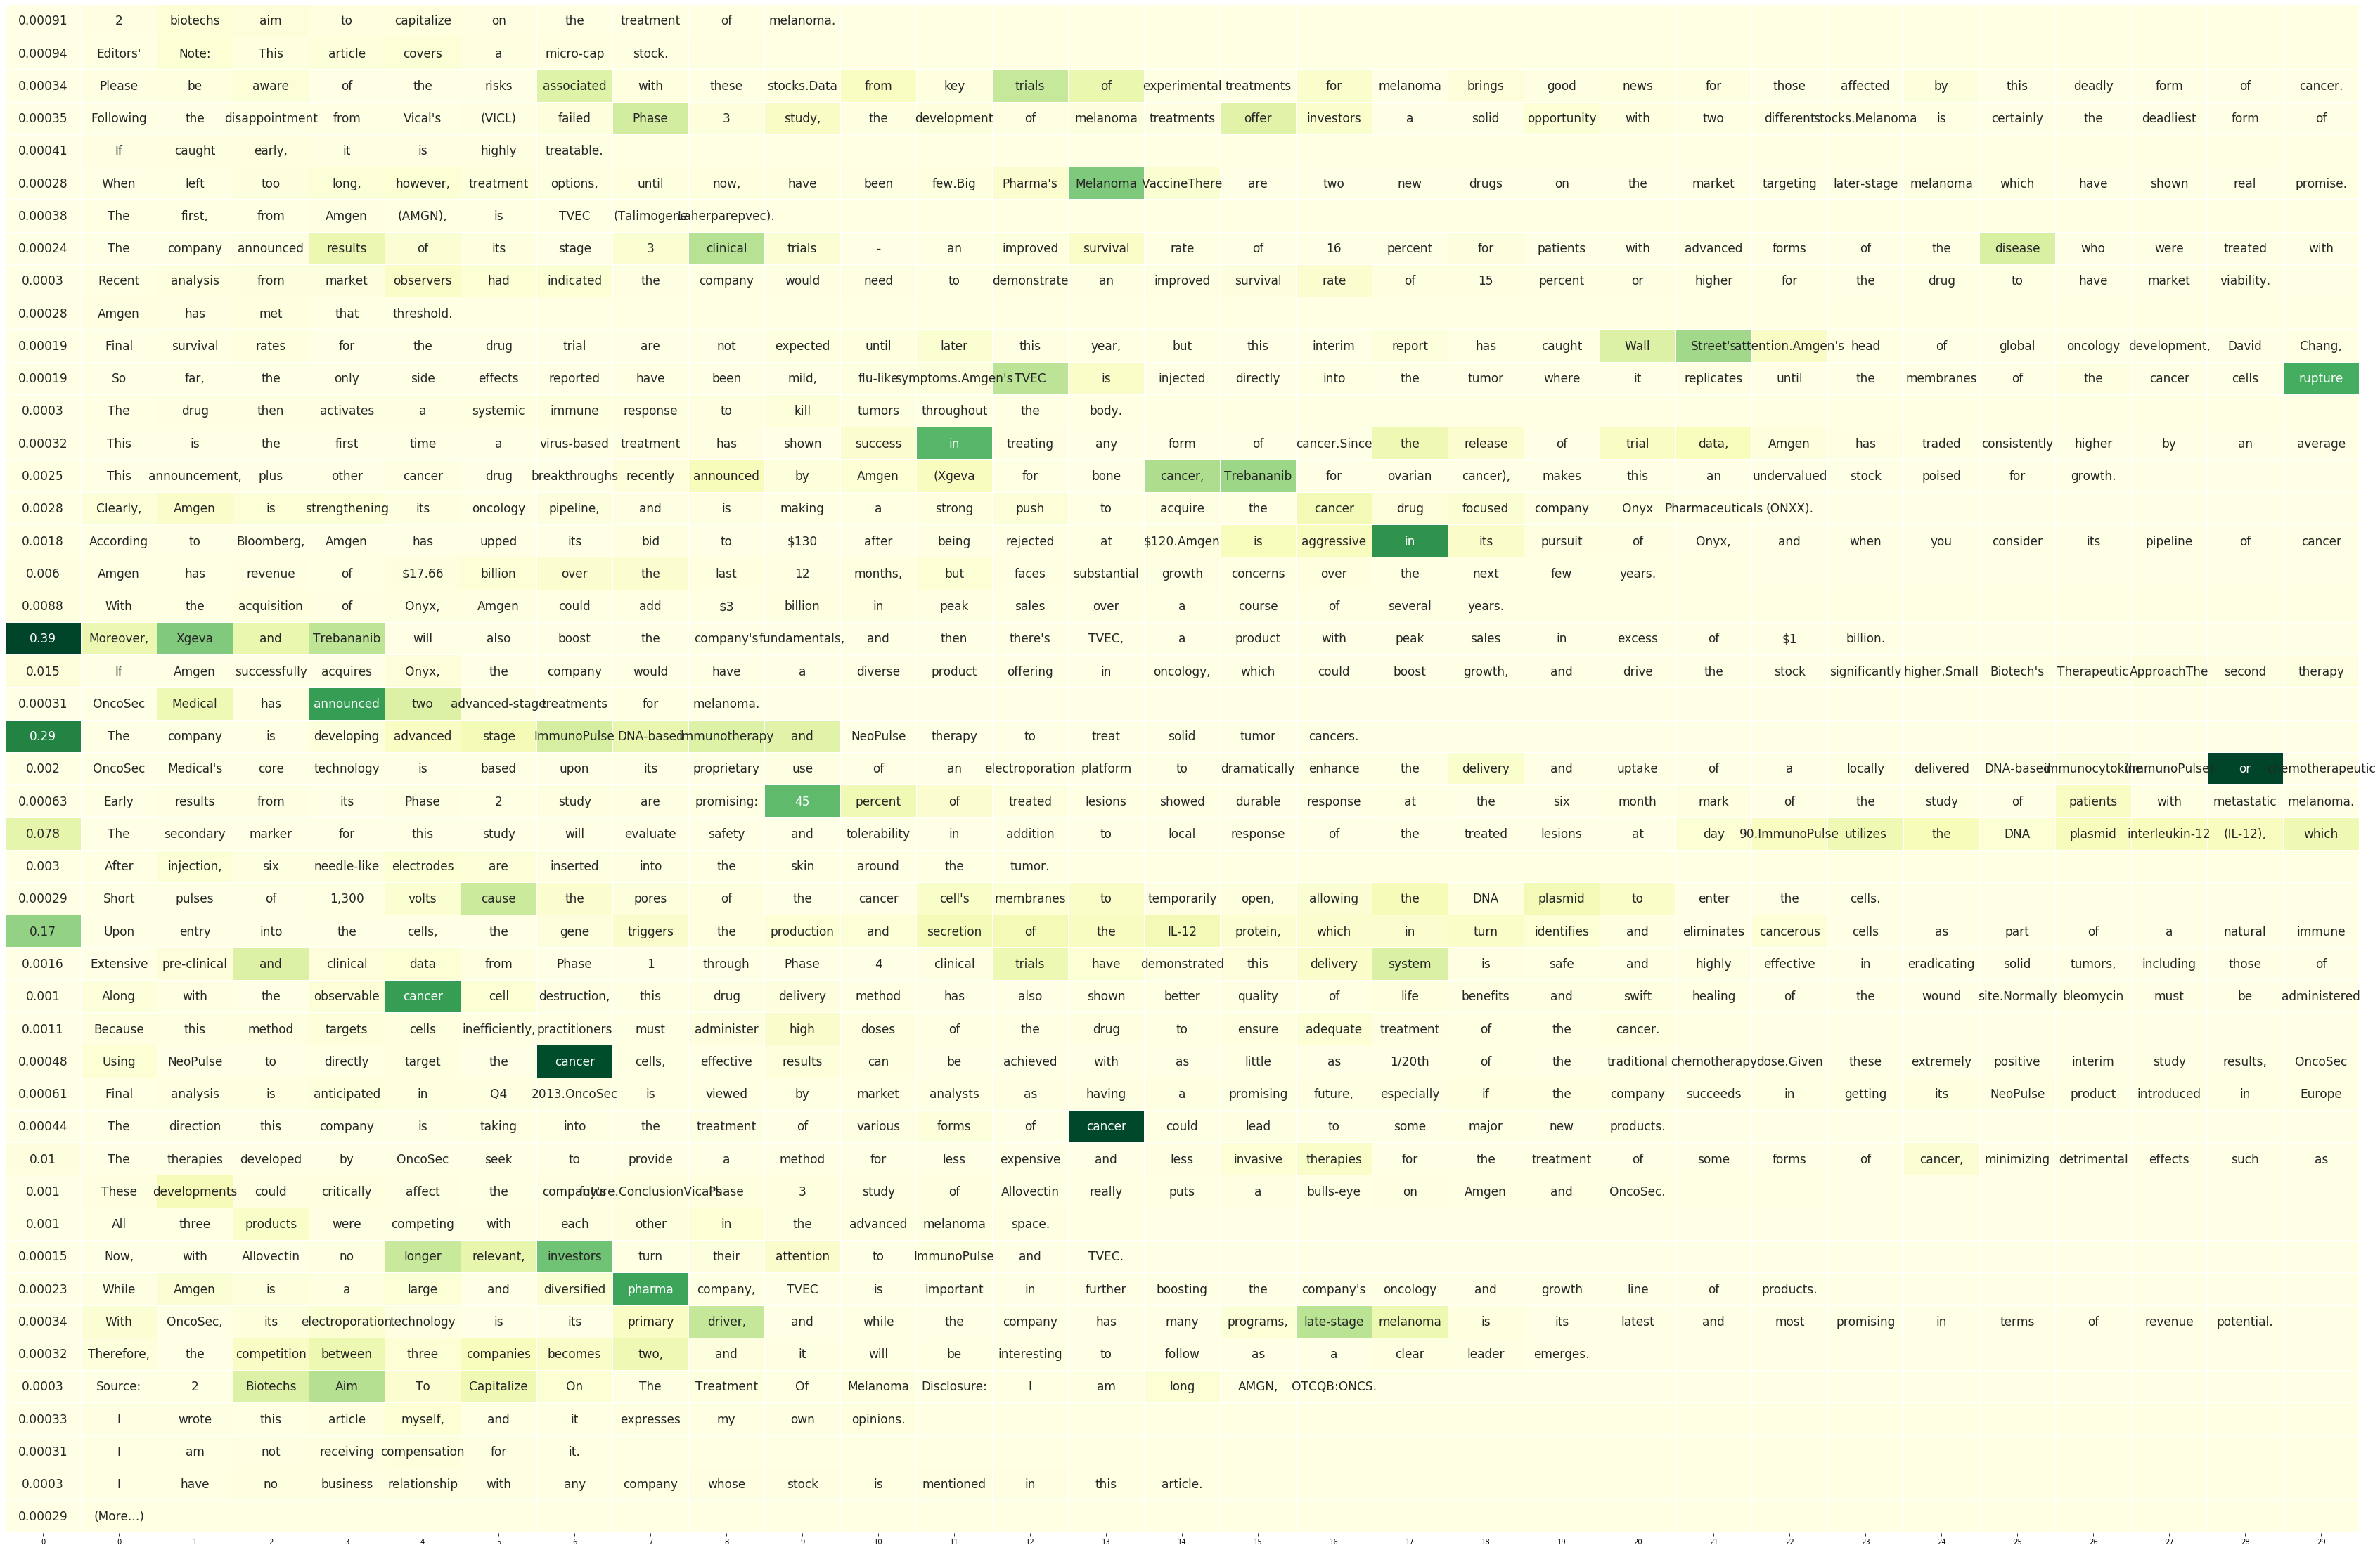 0.00091 2 biotechs aim to capitalize on the treatment of melanoma.
0.00094 Editors' Note: This article covers a micro-cap stock.
0.00034 Please be aware of the risks associated with these stocks.Data from key trials of experimental treatments for melanoma brings good news for those affected by this deadly form of cancer.
0.00035 Following the disappointment from Vical's (VICL) failed Phase 3 study, the development of melanoma treatments offer investors a solid opportunity with two different stocks.Melanoma is certainly the deadliest form of
0.00041 If caught early, it is highly treatable.
0.00028 When left too long, however, treatment options, until now, have been few.Big Pharma's Melanoma VaccineThere are two new drugs on the market targeting later-stage melanoma which have shown real promise.
0.00038 The first, from Amgen (AMGN), is TVEC (Talimogene Laherparepvec).
0.00024 The company announced results of its stage 3 clinical trials - an improved survival rate of 16 percent for patients with advanced forms of the disease who were treated with
0.0003 Recent analysis from market observers had indicated the company would need to demonstrate an improved survival rate of 15 percent or higher for the drug to have market viability.
0.00028 Amgen has met that threshold.
0.00019 Final survival rates for the drug trial are not expected until later this year, but this interim report has caught Wall Street's attention.Amgen's head of global oncology development, David Chang,
0.00019 So far, the only side effects reported have been mild, flu-like symptoms.Amgen's TVEC is injected directly into the tumor where it replicates until the membranes of the cancer cells rupture
0.0003 The drug then activates a systemic immune response to kill tumors throughout the body.
0.00032 This is the first time a virus-based treatment has shown success in treating any form of cancer.Since the release of trial data, Amgen has traded consistently higher by an average
0.0025 This announcement, plus other cancer drug breakthroughs recently announced by Amgen (Xgeva for bone cancer, Trebananib for ovarian cancer), makes this an undervalued stock poised for growth.
0.0028 Clearly, Amgen is strengthening its oncology pipeline, and is making a strong push to acquire the cancer drug focused company Onyx Pharmaceuticals (ONXX).
0.0018 According to Bloomberg, Amgen has upped its bid to $130 after being rejected at $120.Amgen is aggressive in its pursuit of Onyx, and when you consider its pipeline of cancer
0.006 Amgen has revenue of $17.66 billion over the last 12 months, but faces substantial growth concerns over the next few years.
0.0088 With the acquisition of Onyx, Amgen could add $3 billion in peak sales over a course of several years.
0.39 Moreover, Xgeva and Trebananib will also boost the company's fundamentals, and then there's TVEC, a product with peak sales in excess of $1 billion.
0.015 If Amgen successfully acquires Onyx, the company would have a diverse product offering in oncology, which could boost growth, and drive the stock significantly higher.Small Biotech's Therapeutic ApproachThe second therapy
0.00031 OncoSec Medical has announced two advanced-stage treatments for melanoma.
0.29 The company is developing advanced stage ImmunoPulse DNA-based immunotherapy and NeoPulse therapy to treat solid tumor cancers.
0.002 OncoSec Medical's core technology is based upon its proprietary use of an electroporation platform to dramatically enhance the delivery and uptake of a locally delivered DNA-based immunocytokine (ImmunoPulse) or chemotherapeutic
0.00063 Early results from its Phase 2 study are promising: 45 percent of treated lesions showed durable response at the six month mark of the study of patients with metastatic melanoma.
0.078 The secondary marker for this study will evaluate safety and tolerability in addition to local response of the treated lesions at day 90.ImmunoPulse utilizes the DNA plasmid interleukin-12 (IL-12), which
0.003 After injection, six needle-like electrodes are inserted into the skin around the tumor.
0.00029 Short pulses of 1,300 volts cause the pores of the cancer cell's membranes to temporarily open, allowing the DNA plasmid to enter the cells.
0.17 Upon entry into the cells, the gene triggers the production and secretion of the IL-12 protein, which in turn identifies and eliminates cancerous cells as part of a natural immune
0.0016 Extensive pre-clinical and clinical data from Phase 1 through Phase 4 clinical trials have demonstrated this delivery system is safe and highly effective in eradicating solid tumors, including those of
0.001 Along with the observable cancer cell destruction, this drug delivery method has also shown better quality of life benefits and swift healing of the wound site.Normally bleomycin must be administered
0.0011 Because this method targets cells inefficiently, practitioners must administer high doses of the drug to ensure adequate treatment of the cancer.
0.00048 Using NeoPulse to directly target the cancer cells, effective results can be achieved with as little as 1/20th of the traditional chemotherapy dose.Given these extremely positive interim study results, OncoSec
0.00061 Final analysis is anticipated in Q4 2013.OncoSec is viewed by market analysts as having a promising future, especially if the company succeeds in getting its NeoPulse product introduced in Europe
0.00044 The direction this company is taking into the treatment of various forms of cancer could lead to some major new products.
0.01 The therapies developed by OncoSec seek to provide a method for less expensive and less invasive therapies for the treatment of some forms of cancer, minimizing detrimental effects such as
0.001 These developments could critically affect the company's future.ConclusionVical's Phase 3 study of Allovectin really puts a bulls-eye on Amgen and OncoSec.
0.001 All three products were competing with each other in the advanced melanoma space.
0.00015 Now, with Allovectin no longer relevant, investors turn their attention to ImmunoPulse and TVEC.
0.00023 While Amgen is a large and diversified pharma company, TVEC is important in further boosting the company's oncology and growth line of products.
0.00034 With OncoSec, its electroporation technology is its primary driver, and while the company has many programs, late-stage melanoma is its latest and most promising in terms of revenue potential.
0.00032 Therefore, the competition between three companies becomes two, and it will be interesting to follow as a clear leader emerges.
0.0003 Source: 2 Biotechs Aim To Capitalize On The Treatment Of Melanoma Disclosure: I am long AMGN, OTCQB:ONCS.
0.00033 I wrote this article myself, and it expresses my own opinions.
0.00031 I am not receiving compensation for it.
0.0003 I have no business relationship with any company whose stock is mentioned in this article.
0.00029 (More...)
0 0 1 2 3 4 5 6 7 8 9 10 11 12 13 14 15 16 17 18 19 20 21 22 23 24 25 26 27 28 29